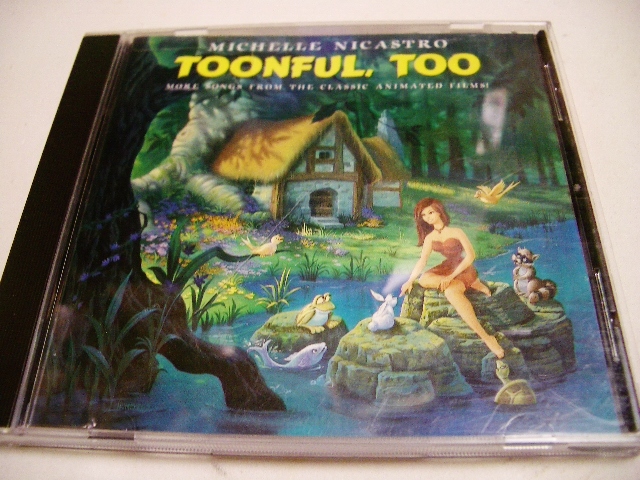 MICHELLE NICASTRO
TOONFUL, TOO
MORE SONGS FROM THE CLASSIC ANIMATED FILMS!